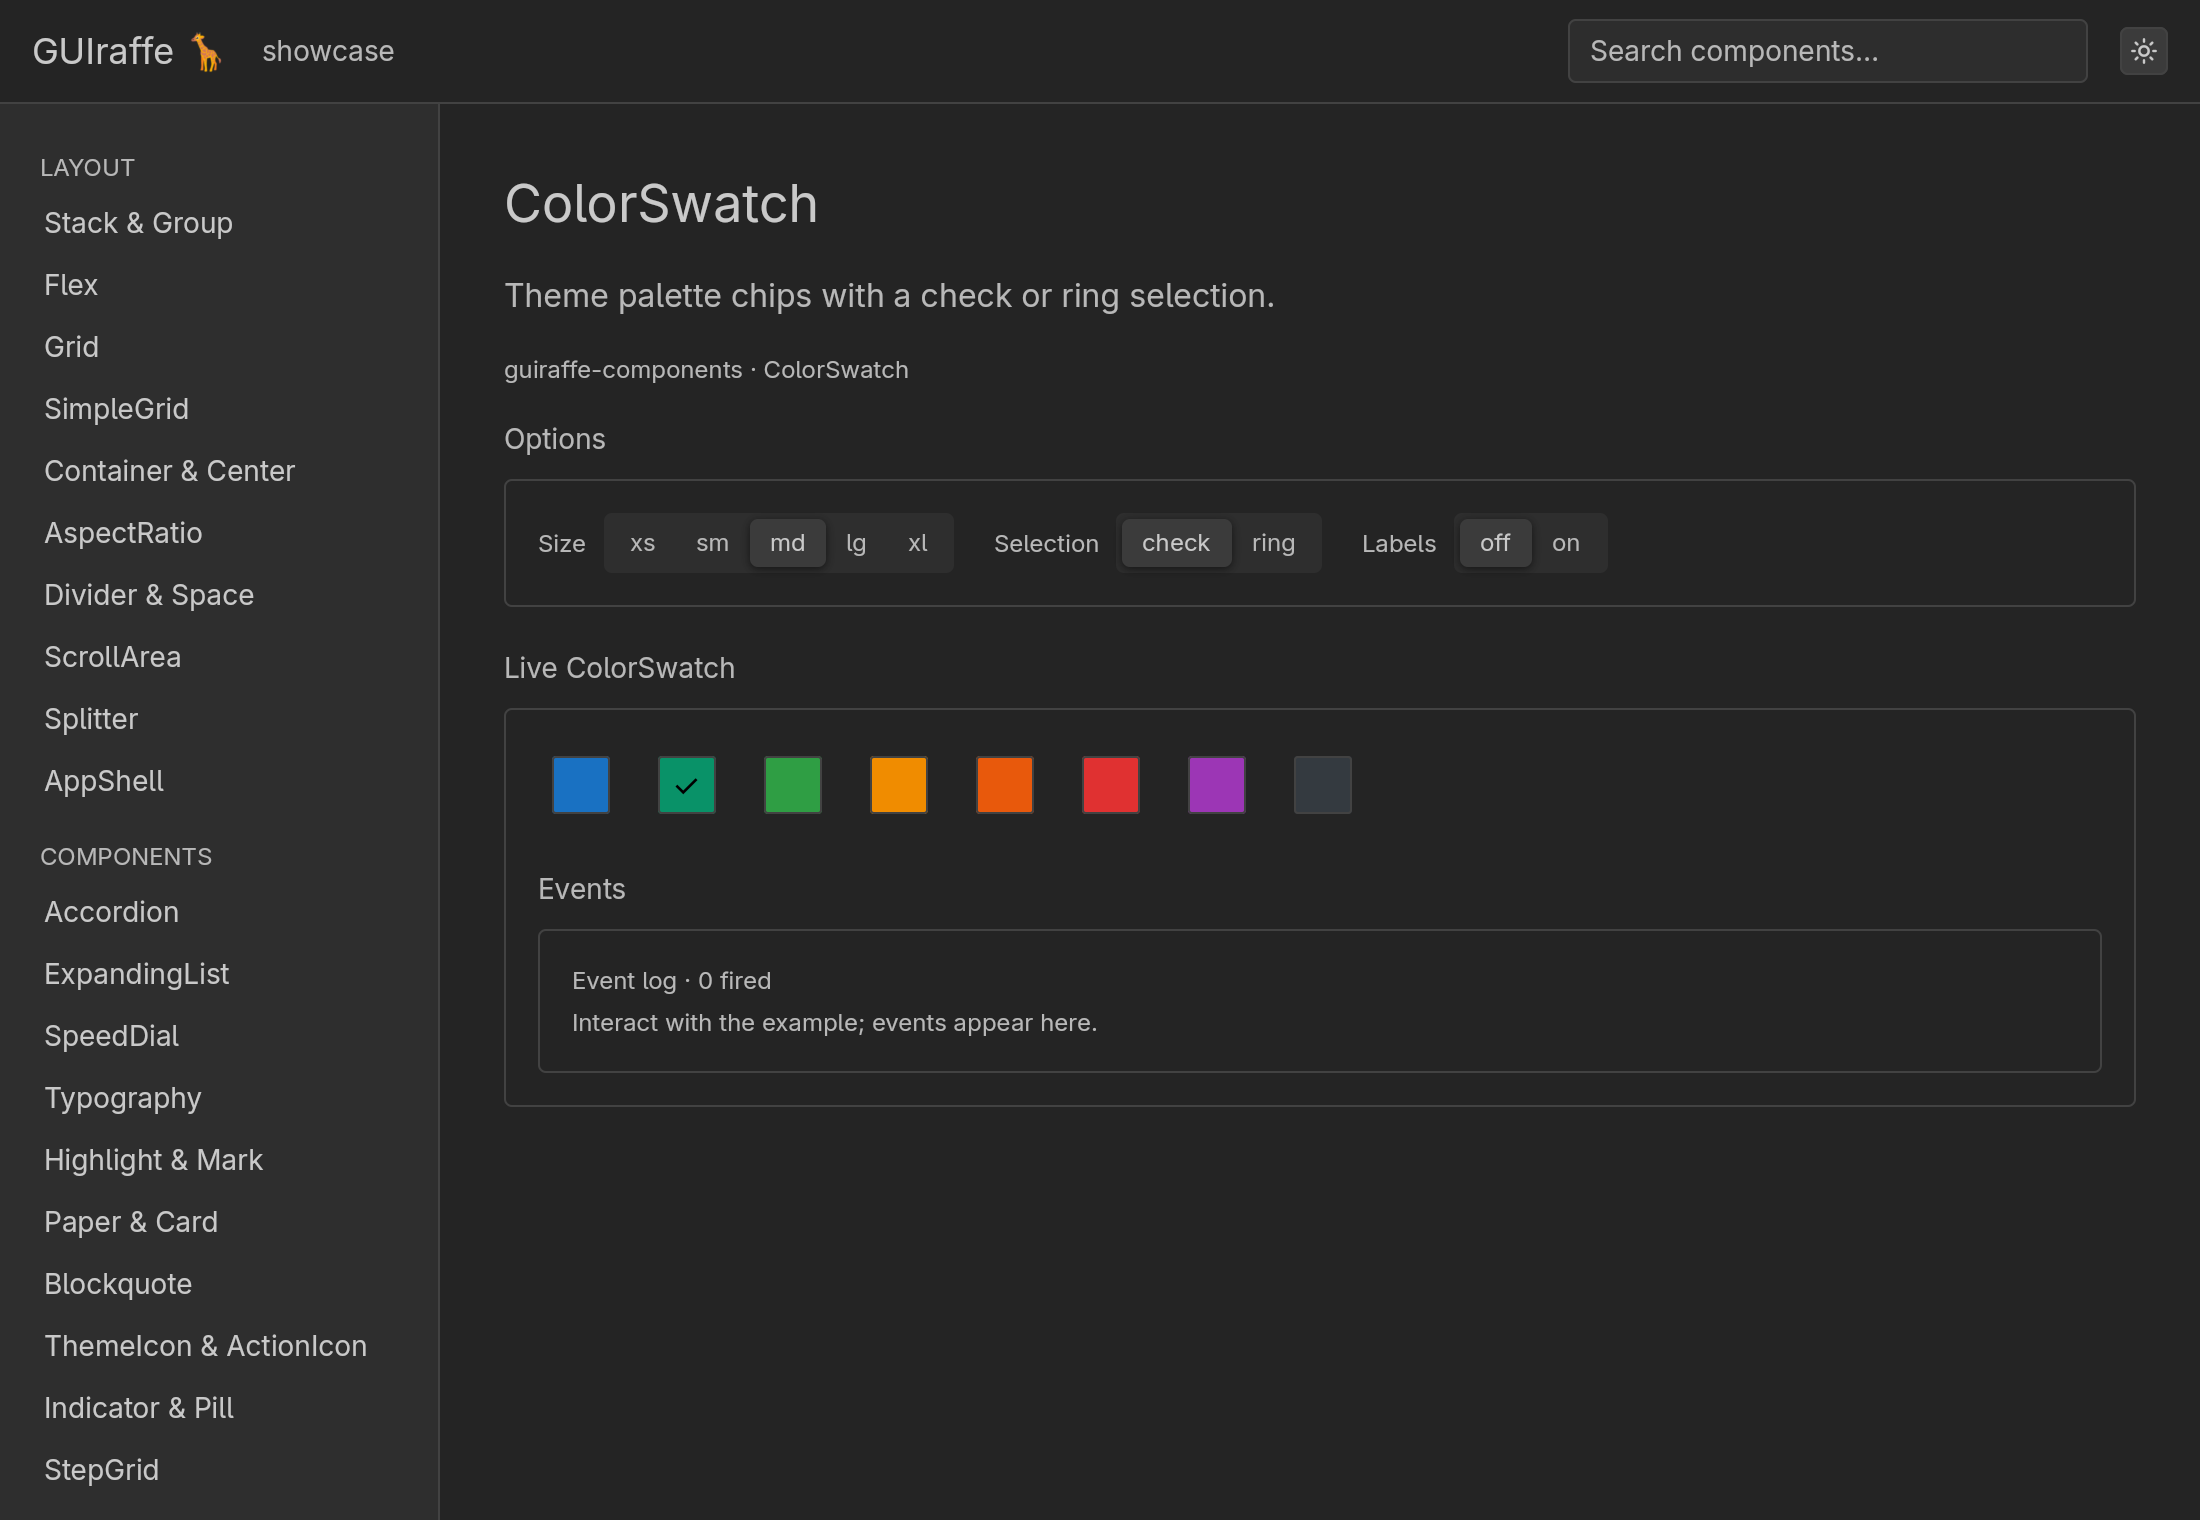 GUIraffe 🦒 showcase
Search components...
LAYOUT
Stack & Group
Flex
Grid
SimpleGrid
Container & Center
AspectRatio
Divider & Space
ScrollArea
Splitter
AppShell
COMPONENTS
Accordion
ExpandingList
SpeedDial
Typography
Highlight & Mark
Paper & Card
Blockquote
ThemeIcon & ActionIcon
Indicator & Pill
StepGrid
ColorSwatch
Theme palette chips with a check or ring selection.
guiraffe-components · ColorSwatch
Options
Size xs sm md lg xl Selection check ring Labels off on
Live ColorSwatch
Events
Event log · 0 fired
Interact with the example; events appear here.